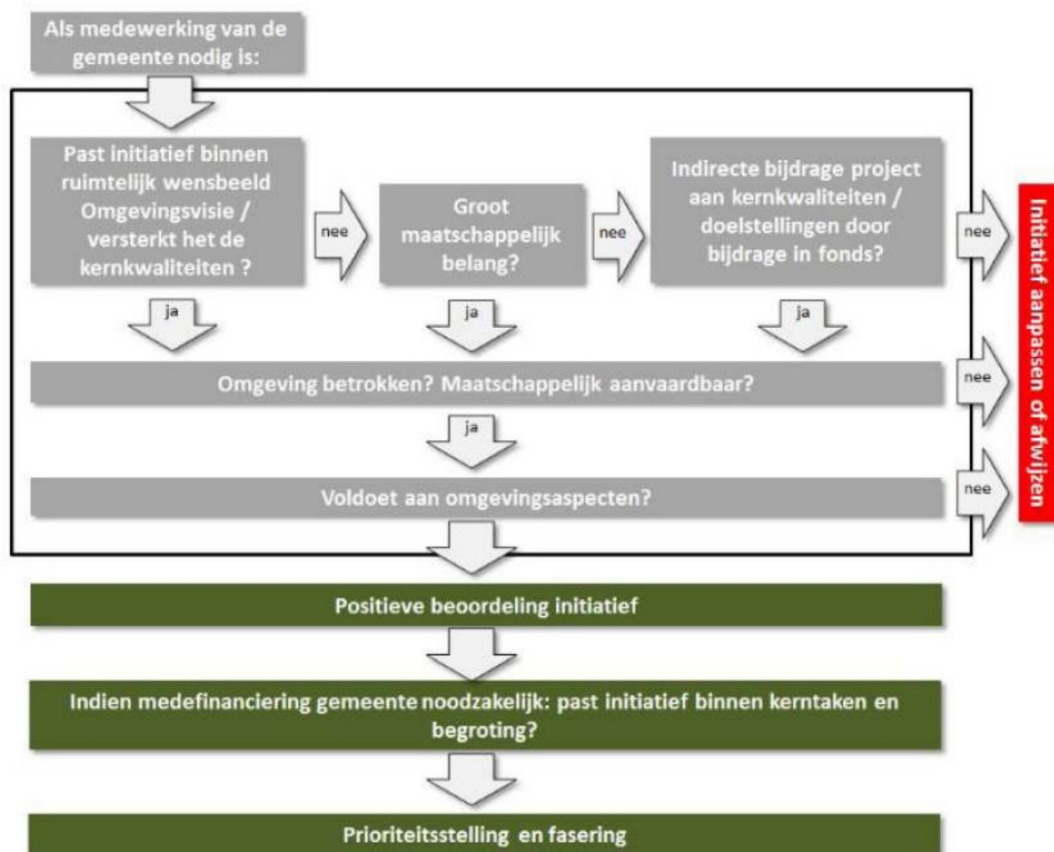 Als medewerking van de
gemeente nodig is:
Past initiatief binnen
ruimtelijk wensbeeld
Omgevingsvisie /
versterkt het de
kernkwaliteiten ?
nee
Groot
maatschappelijk
belang?
nee
Indirecte bijdrage project
aan kernkwaliteiten /
doelstellingen door
bijdrage in fonds?
nee
ja
ja
ja
Omgeving betrokken? Maatschappelijk aanvaardbaar?
nee
ja
Voldoet aan omgevingsaspecten?
nee
Initiatief aanpassen of afwijzen
Positieve beoordeling initiatief
Indien medefinanciering gemeente noodzakelijk: past initiatief binnen kerntaken en
begroting?
Prioriteitsstelling en fasering